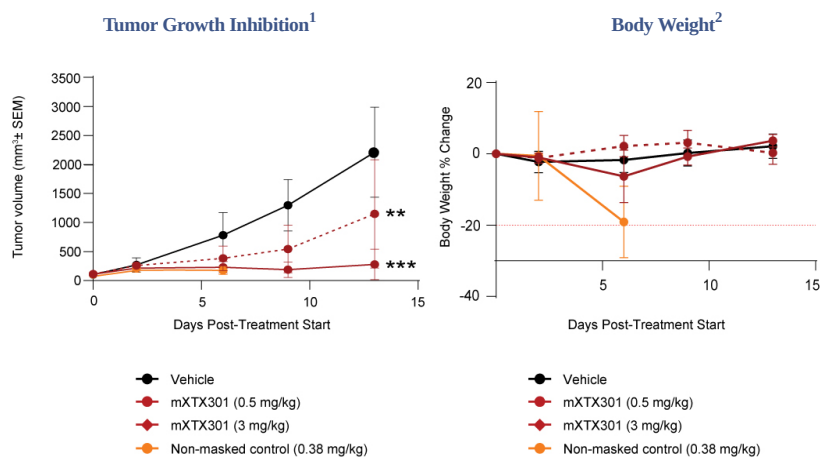 Tumor Growth Inhibition1
Tumor volume (mm3± SEM)
3500
3000
2500
2000
1500
1000
500
0
0
5
10
15
**
***
Days Post-Treatment Start
Vehicle
mXTX301 (0.5 mg/kg)
mXTX301 (3 mg/kg)
Non-masked control (0.38 mg/kg)
Body Weight2
Body Weight % Change
20
0
-20
-40
5
10
15
Days Post-Treatment Start
Vehicle
mXTX301 (0.5 mg/kg)
mXTX301 (3 mg/kg)
Non-masked control (0.38 mg/kg)